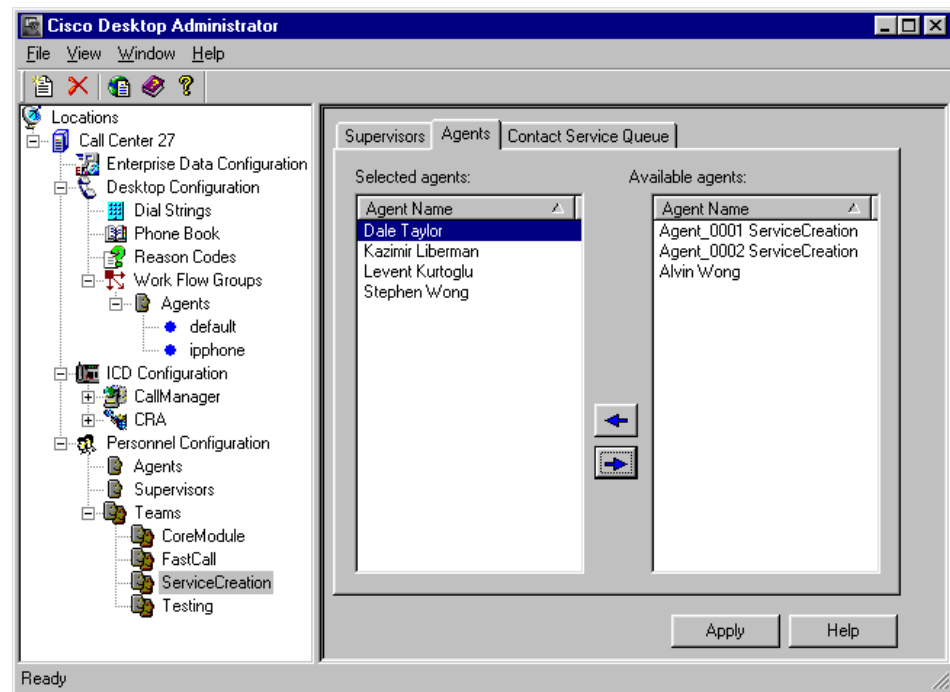 Cisco Desktop Administrator
File View Window Help
Locations
Call Center 27
Enterprise Data Configuration
Desktop Configuration
Dial Strings
Phone Book
Reason Codes
Work Flow Groups
Agents
default
ipphone
ICD Configuration
CallManager
CRA
Personnel Configuration
Agents
Supervisors
Teams
CoreModule
FastCall
ServiceCreation
Testing
Supervisors Agents Contact Service Queue
Selected agents:
Agent Name
Dale Taylor
Kazimir Liberman
Levent Kurtoglu
Stephen Wong
Available agents:
Agent Name
Agent_0001 ServiceCreation
Agent_0002 ServiceCreation
Alvin Wong
Apply Help
Ready